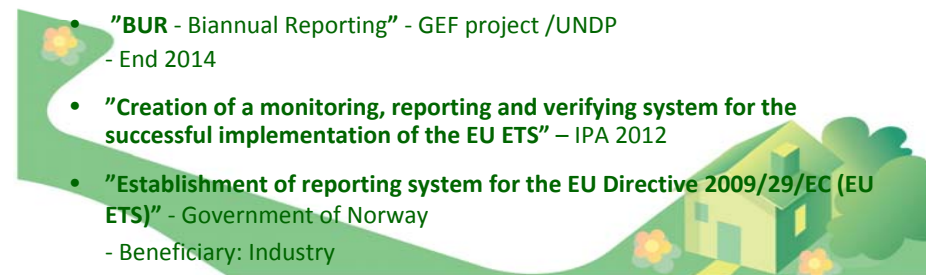 • ”BUR - Biannual Reporting” - GEF project /UNDP
- End 2014
• ”Creation of a monitoring, reporting and verifying system for the
successful implementation of the EU ETS” – IPA 2012
• ”Establishment of reporting system for the EU Directive 2009/29/EC (EU
ETS)” - Government of Norway
- Beneficiary: Industry